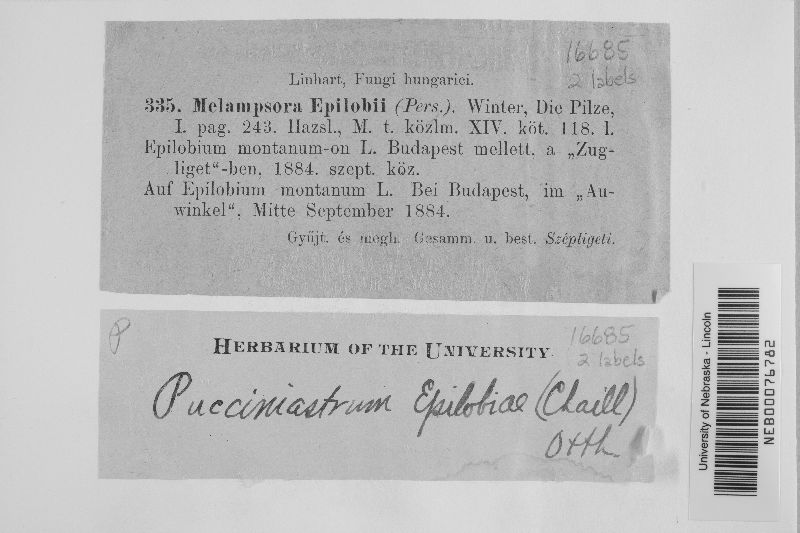 16685
2 labels
Linhart, Fungi hungarici.
335. Melampsora Epilobii (Pers.). Winter, Die Pilze,
I. pag. 243. Hazsl., M. t. közlm. XIV. köt. 118. l.
Epilobium montanum-on L. Budapest mellett, a „Zug-
liget“-ben, 1884. szept. köz.
Auf Epilobium montanum L. Bei Budapest, im „Au-
winkel“, Mitte September 1884.
Gyüjt. és megh. Gesamm. u. best. Szépligeti.
P
16685
2 labels
HERBARIUM OF THE UNIVERSITY.
Pucciniastrum Epilobiae (Chaill)
Otth.
University of Nebraska - Lincoln
NEB00076782